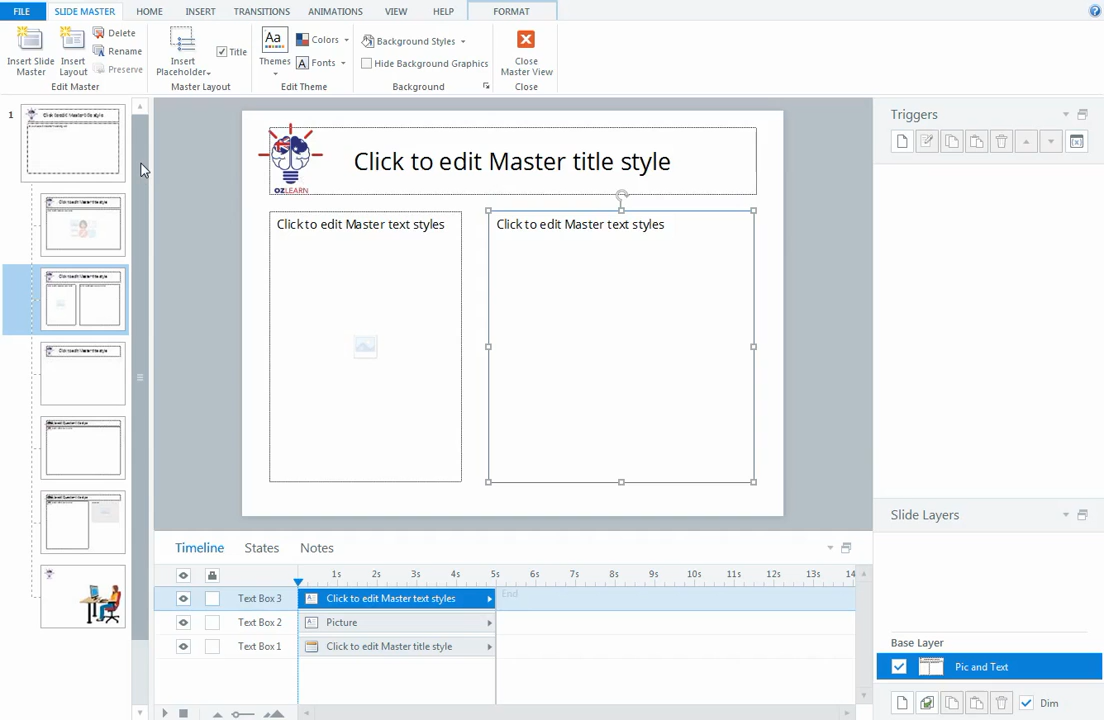 FILE SLIDE MASTER HOME INSERT TRANSITIONS ANIMATIONS VIEW HELP FORMAT
Insert Slide Master
Insert Layout
Delete
Rename
Preserve
Edit Master
Insert Placeholder
Title
Master Layout
Aa
Themes
Colors
A Fonts
Edit Theme
Background Styles
Hide Background Graphics
Background
Close Master View
Close
1
Click to edit Master title style
OZLEARN
Click to edit Master text styles
Click to edit Master text styles
Triggers
Slide Layers
Base Layer
Pic and Text
Dim
Timeline States Notes
1s 2s 3s 4s 5s 6s 7s 8s 9s 10s 11s 12s 13s 14
Text Box 3 Click to edit Master text styles End
Text Box 2 Picture
Text Box 1 Click to edit Master title style